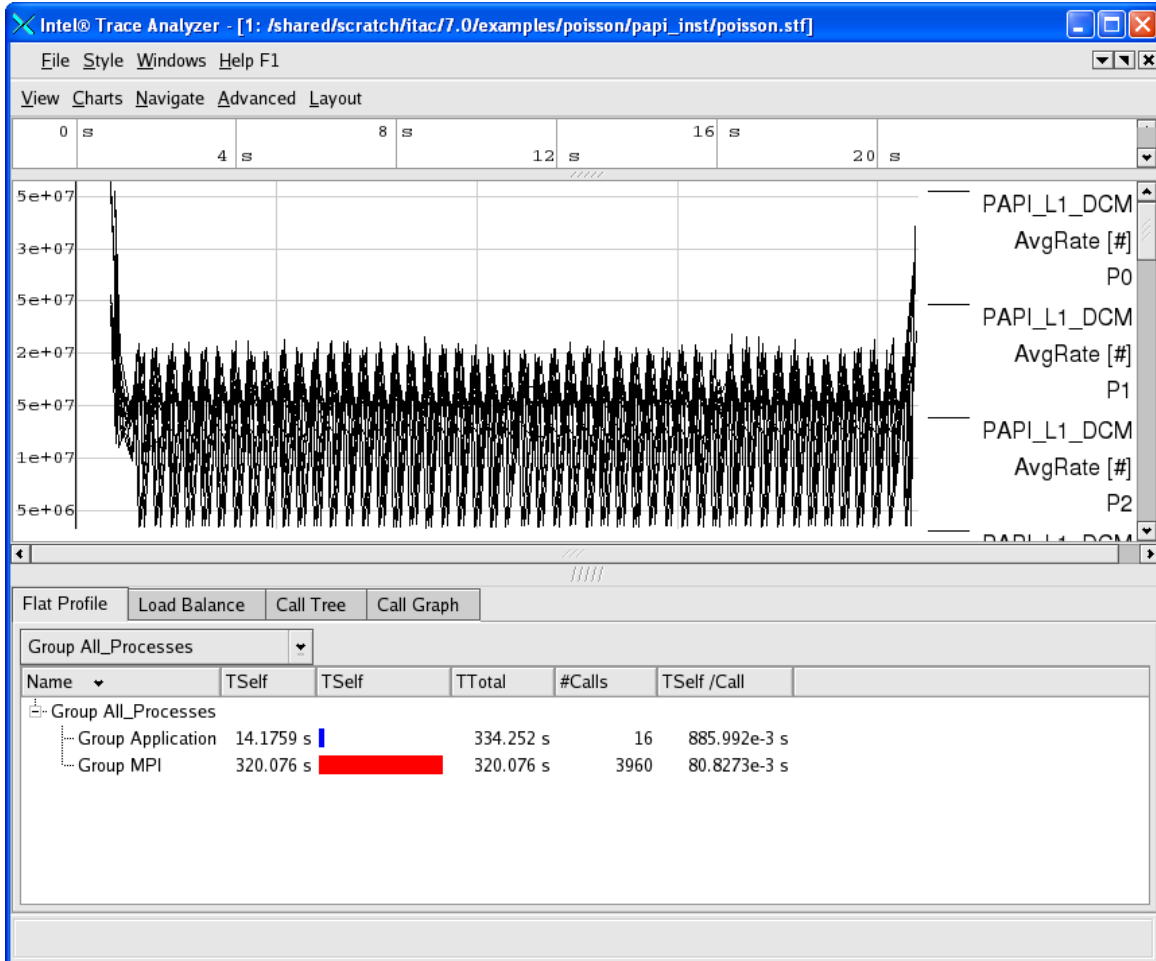 Intel® Trace Analyzer - [1: /shared/scratch/itac/7.0/examples/poisson/papi_inst/poisson.stf]
File Style Windows Help F1
View Charts Navigate Advanced Layout
0 s 8 s 16 s
4 s 12 s 20 s
5e+07
3e+07
5e+07
2e+07
5e+07
1e+07
5e+06
PAPI_L1_DCM
AvgRate [#]
P0
PAPI_L1_DCM
AvgRate [#]
P1
PAPI_L1_DCM
AvgRate [#]
P2
Flat Profile Load Balance Call Tree Call Graph
Group All_Processes
Name TSelf TSelf TTotal #Calls TSelf /Call
Group All_Processes
Group Application 14.1759 s 334.252 s 16 885.992e-3 s
Group MPI 320.076 s 320.076 s 3960 80.8273e-3 s